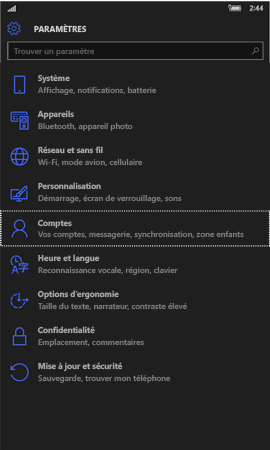 2:44
PARAMÈTRES
Trouver un paramètre
Système
Affichage, notifications, batterie
Appareils
Bluetooth, appareil photo
Réseau et sans fil
Wi-Fi, mode avion, cellulaire
Personnalisation
Démarrage, écran de verrouillage, sons
Comptes
Vos comptes, messagerie, synchronisation, zone enfants
Heure et langue
Reconnaissance vocale, région, clavier
Options d'ergonomie
Taille du texte, narrateur, contraste élevé
Confidentialité
Emplacement, commentaires
Mise à jour et sécurité
Sauvegarde, trouver mon téléphone